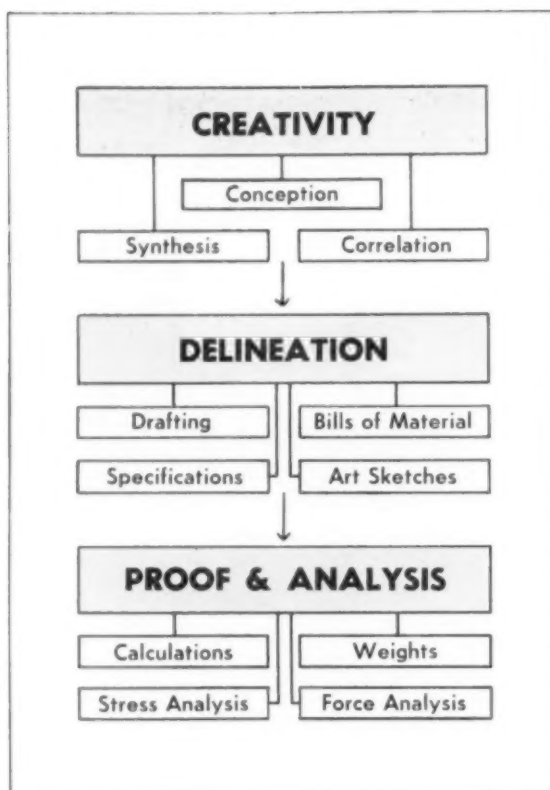 CREATIVITY
Conception
Synthesis Correlation
DELINEATION
Drafting Bills of Material
Specifications Art Sketches
PROOF & ANALYSIS
Calculations Weights
Stress Analysis Force Analysis